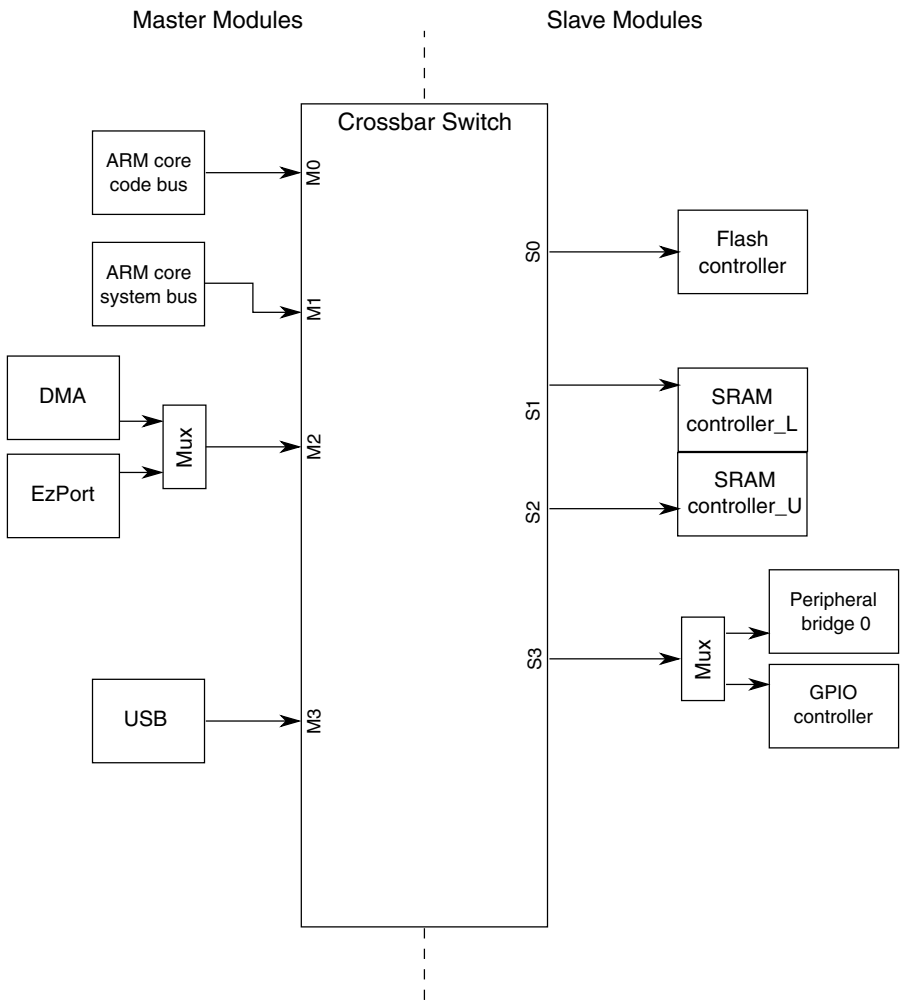 Master Modules
Slave Modules
Crossbar Switch
ARM core
code bus
M0
ARM core
system bus
M1
DMA
EzPort
Mux
M2
USB
M3
S0
Flash
controller
S1
SRAM
controller_L
S2
SRAM
controller_U
S3
Mux
Peripheral
bridge 0
GPIO
controller